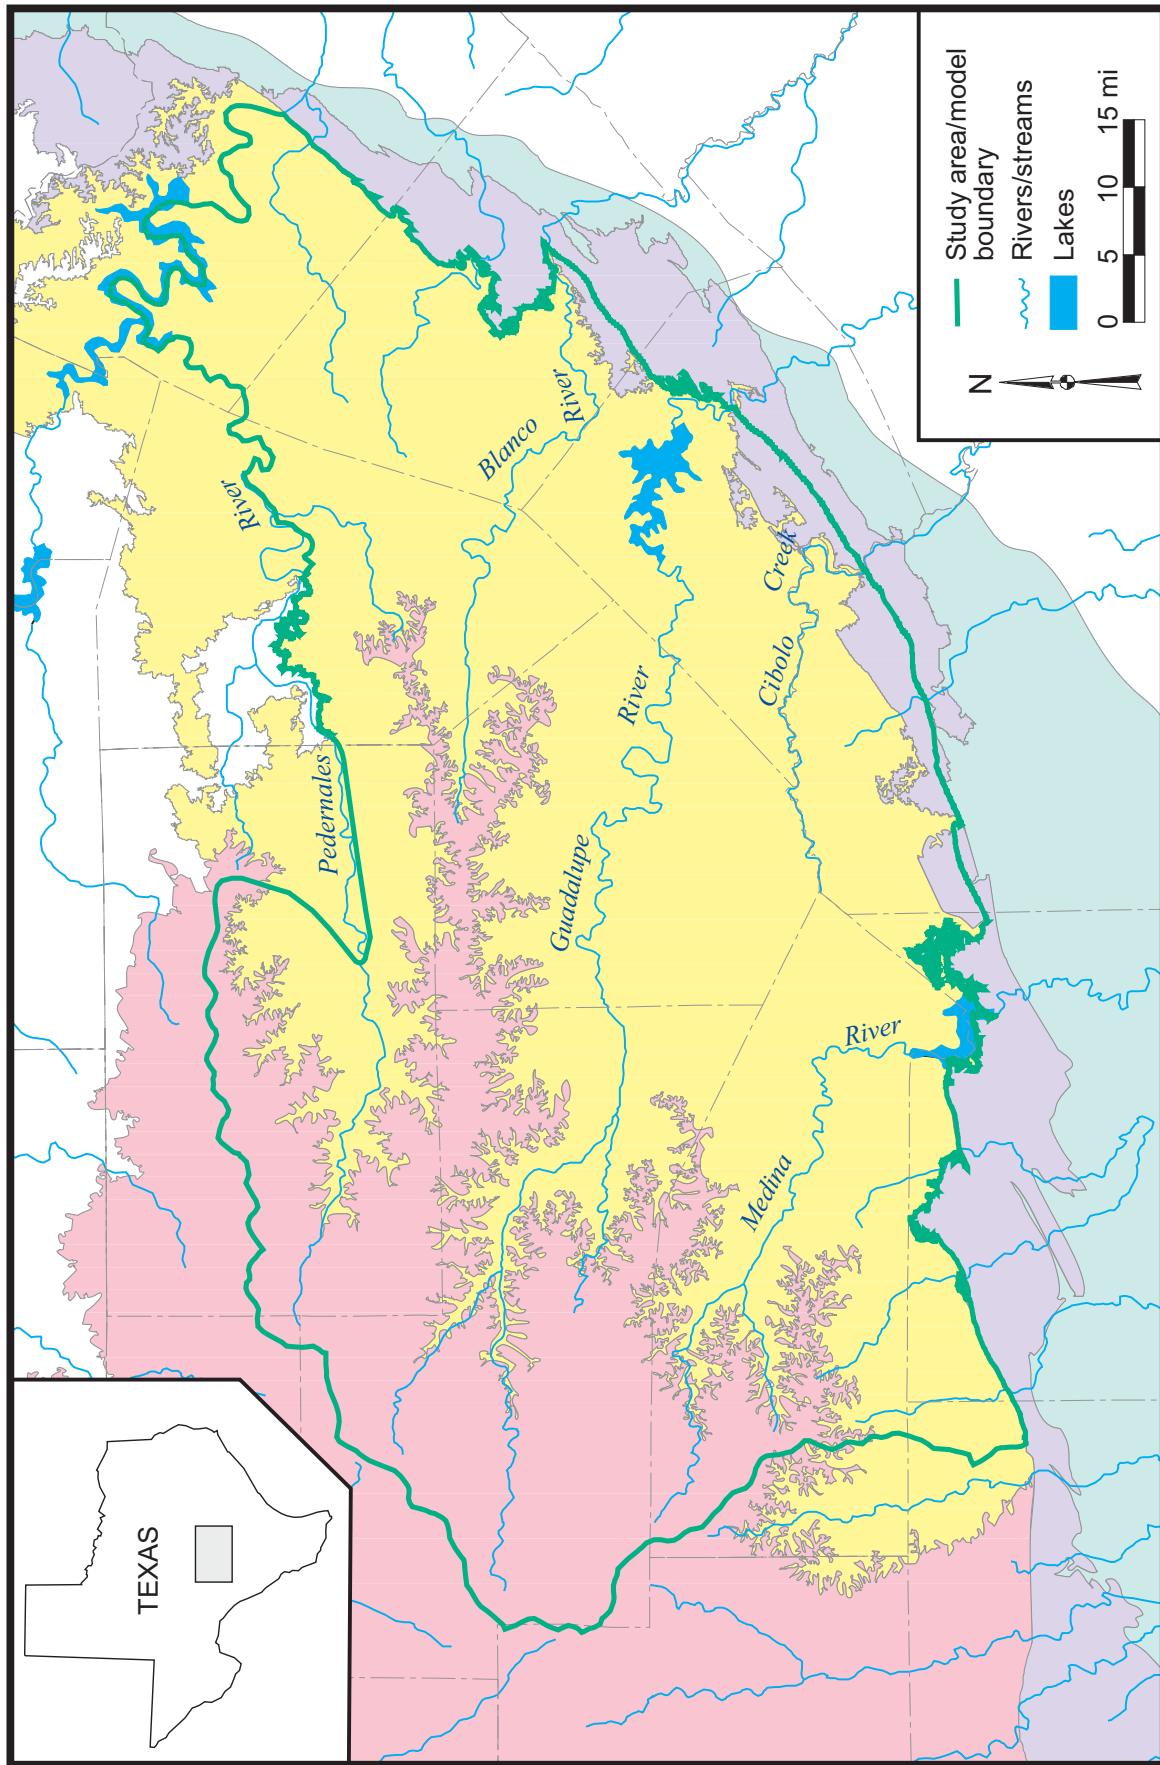 TEXAS
Pedernales
River
Blanco
River
Guadalupe
River
Cibolo
Creek
Medina
River
N
Study area/model
boundary
Rivers/streams
Lakes
0 5 10 15 mi